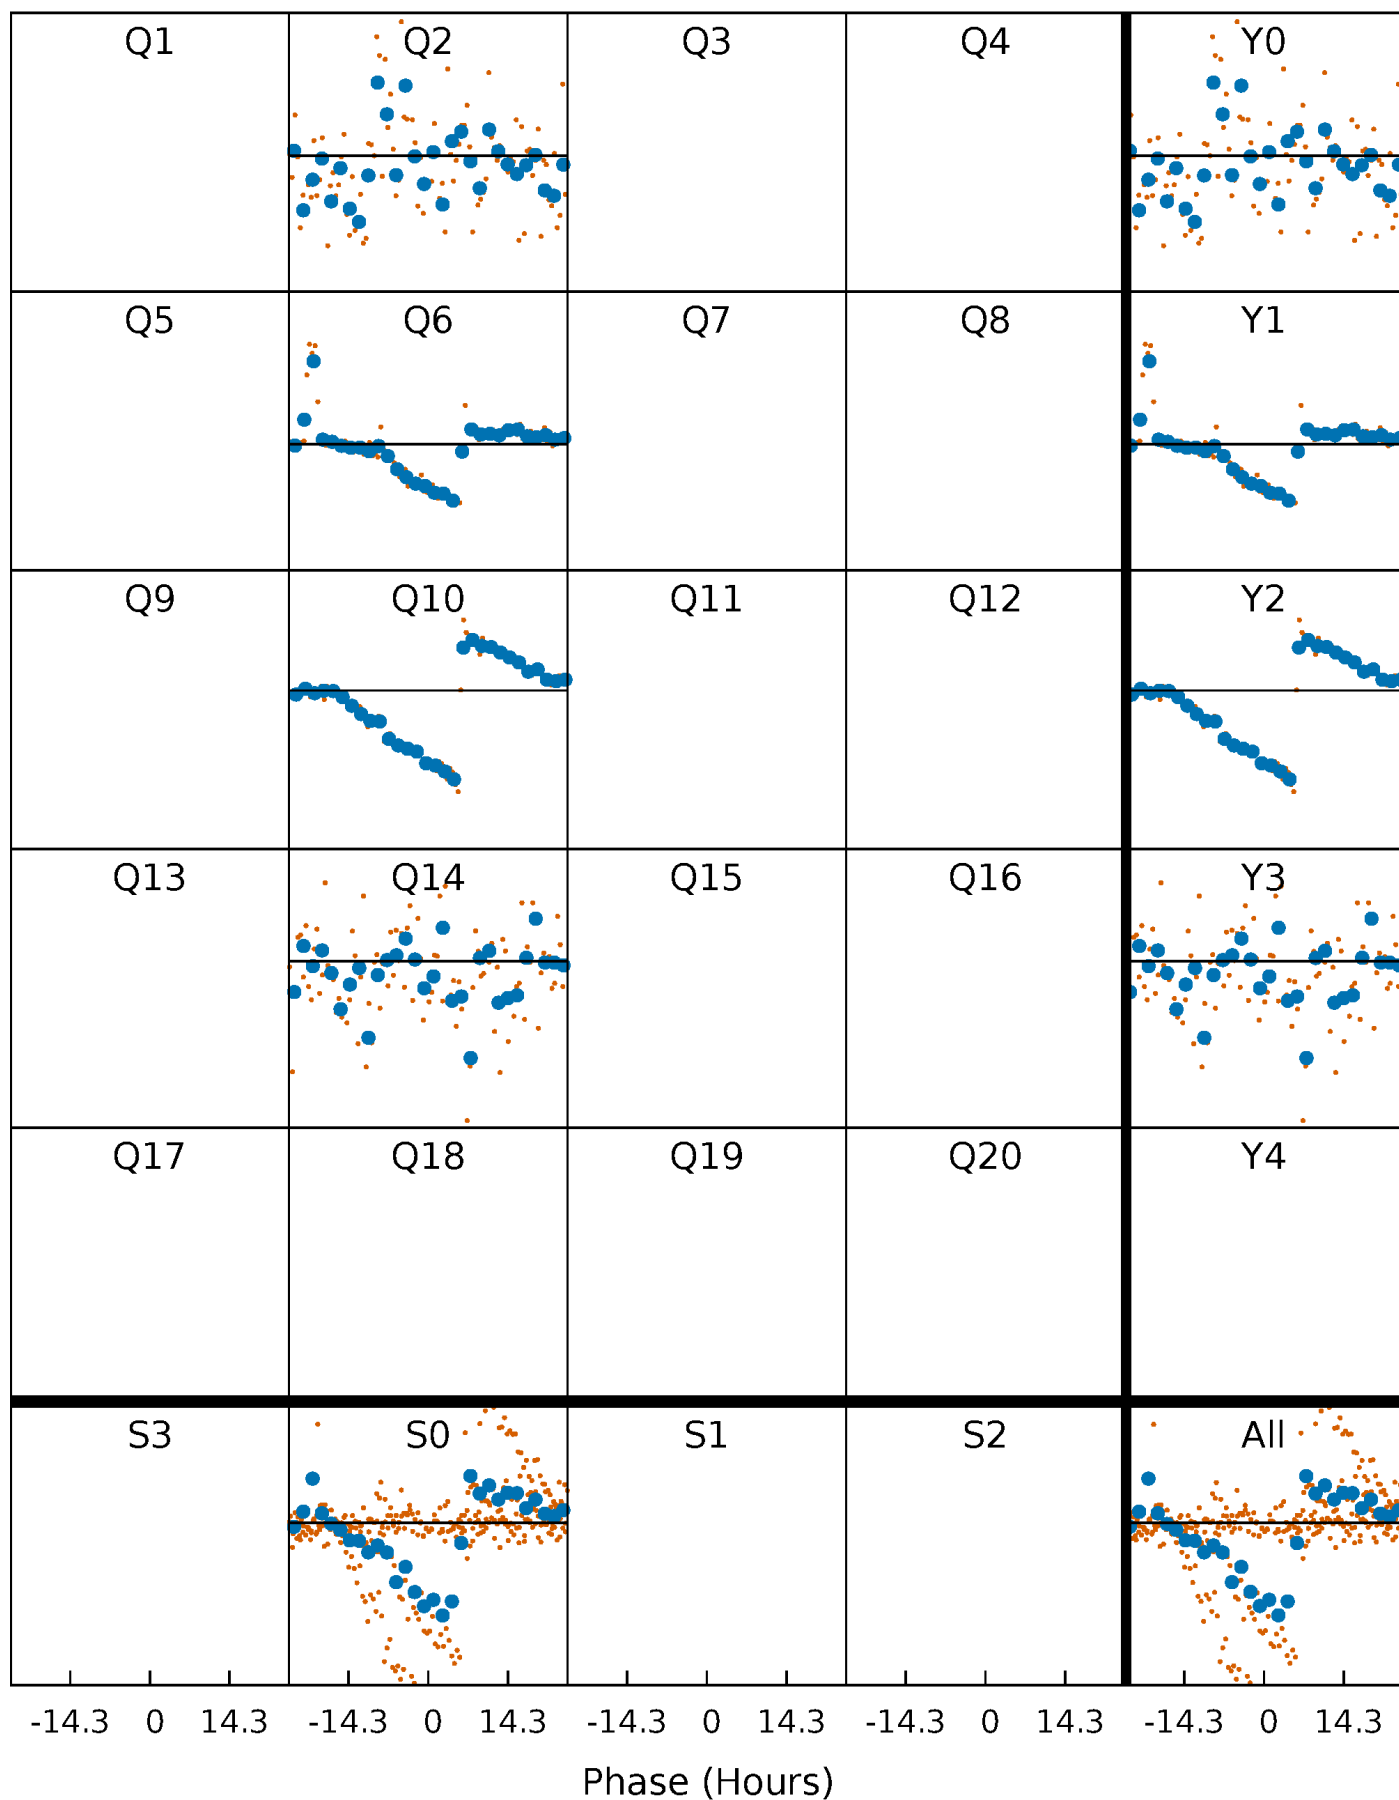 Q1 Q2 Q3 Q4 Y0
Q5 Q6 Q7 Q8 Y1
Q9 Q10 Q11 Q12 Y2
Q13 Q14 Q15 Q16 Y3
Q17 Q18 Q19 Q20 Y4
S3 S0 S1 S2 All
-14.3 0 14.3 -14.3 0 14.3 -14.3 0 14.3 -14.3 0 14.3 -14.3 0 14.3
Phase (Hours)